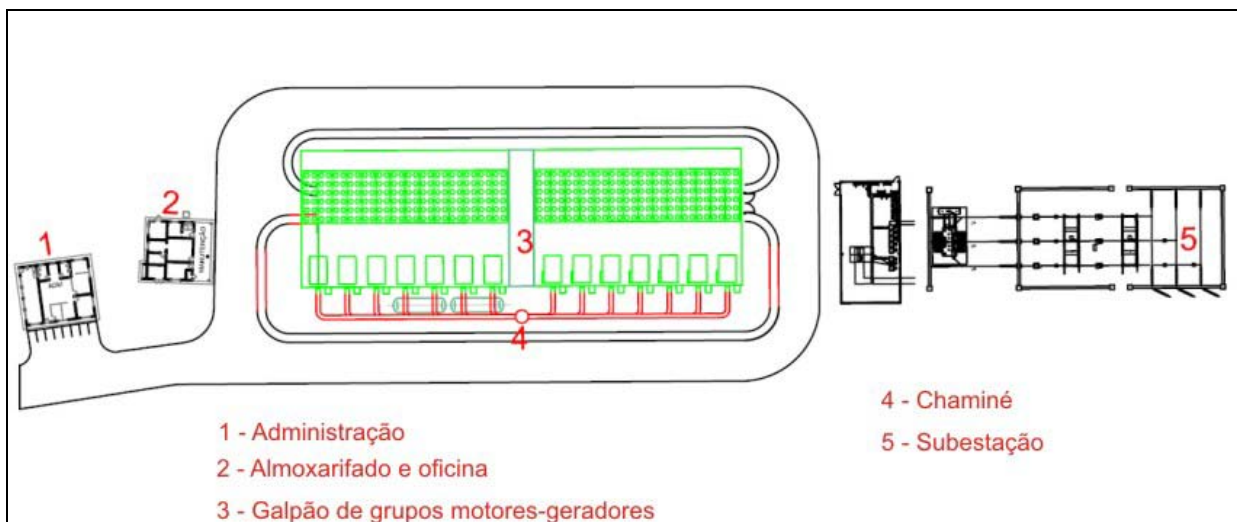 1
2
MANUTENÇÃO
3
4
5
1 - Administração
2 - Almoxarifado e oficina
3 - Galpão de grupos motores-geradores
4 - Chaminé
5 - Subestação